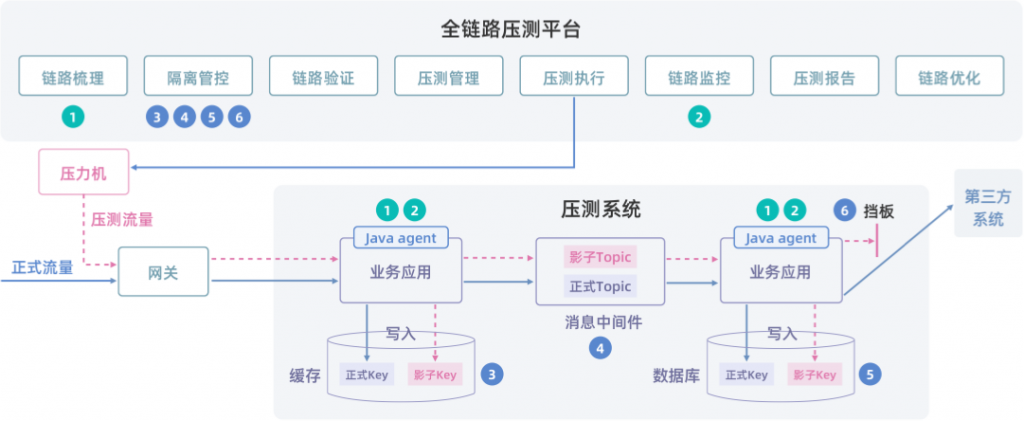 全链路压测平台
链路梳理
隔离管控
链路验证
压测管理
压测执行
链路监控
压测报告
链路优化
1
3
4
5
6
2
压力机
压测流量
正式流量
网关
压测系统
第三方
系统
1
2
Java agent
业务应用
影子Topic
正式Topic
消息中间件
4
1
2
Java agent
业务应用
6
挡板
写入
缓存
正式Key
影子Key
3
写入
数据库
正式Key
影子Key
5